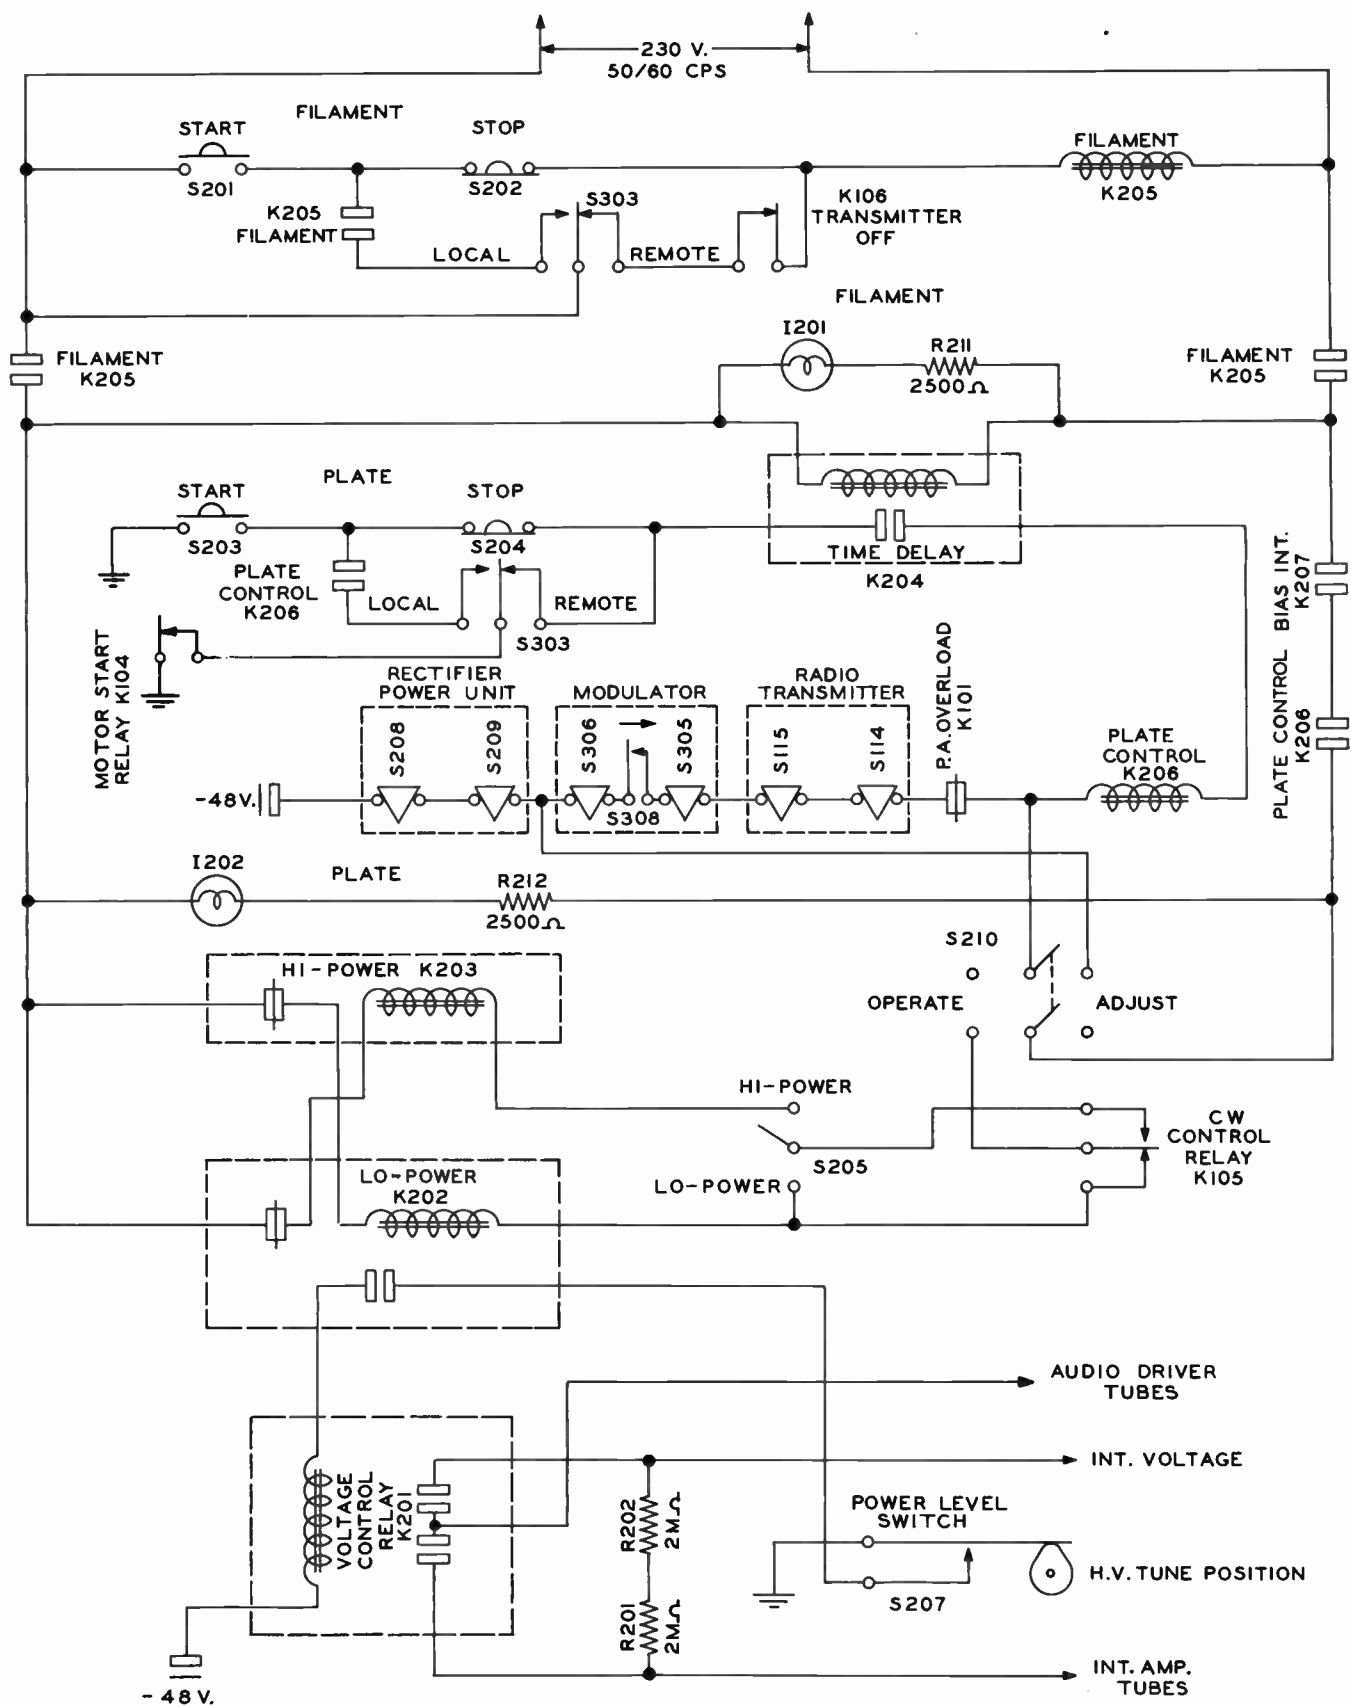 230 V.
50/60 CPS
FILAMENT
START
STOP
FILAMENT
S201
S202
K205
S303
K106
TRANSMITTER
OFF
K205
FILAMENT
LOCAL
REMOTE
FILAMENT
I201
R211
2500Ω
FILAMENT
K205
FILAMENT
K205
PLATE
START
STOP
S203
S204
TIME DELAY
K204
PLATE
CONTROL
K206
LOCAL
REMOTE
S303
BIAS INT.
K207
PLATE CONTROL
K206
MOTOR START
RELAY K104
RECTIFIER
POWER UNIT
MODULATOR
RADIO
TRANSMITTER
P.A. OVERLOAD
K101
S208
S209
S306
S305
S115
S114
PLATE
CONTROL
K206
-48V.
S308
I202
PLATE
R212
2500Ω
S210
HI-POWER K203
OPERATE
ADJUST
HI-POWER
CW
CONTROL
RELAY
K105
S205
LO-POWER
LO-POWER
K202
AUDIO DRIVER
TUBES
INT. VOLTAGE
VOLTAGE
CONTROL
RELAY
K201
R202
2MΩ
POWER LEVEL
SWITCH
H.V. TUNE POSITION
S207
R201
2MΩ
INT. AMP.
TUBES
-48V.